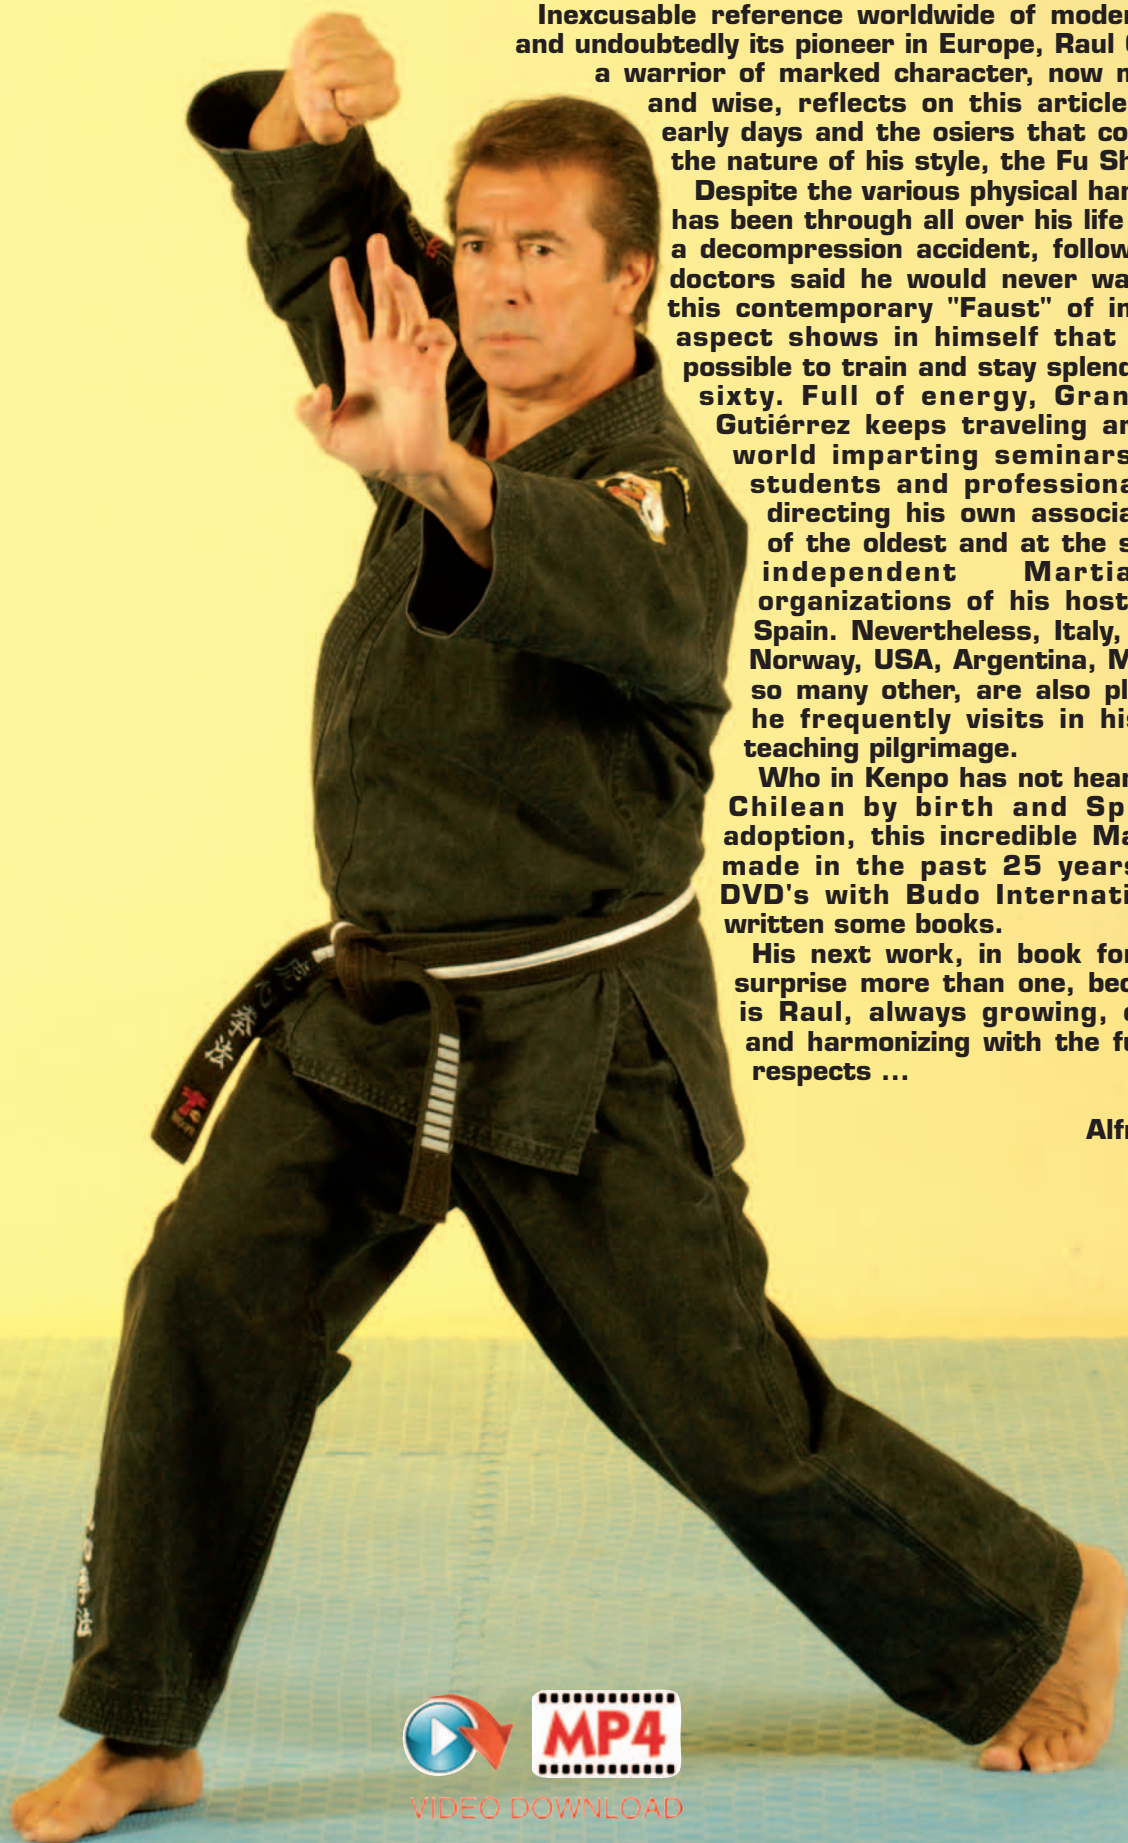 Inexcusable reference worldwide of moder
and undoubtedly its pioneer in Europe, Raul
a warrior of marked character, now m
and wise, reflects on this article
early days and the osiers that co
the nature of his style, the Fu Sh
Despite the various physical har
has been through all over his life
a decompression accident, follow
doctors said he would never wa
this contemporary "Faust" of in
aspect shows in himself that
possible to train and stay splend
sixty. Full of energy, Gran
Gutiérrez keeps traveling ar
world imparting seminars
students and professiona
directing his own associa
of the oldest and at the s
independent Martia
organizations of his host
Spain. Nevertheless, Italy,
Norway, USA, Argentina, M
so many other, are also pl
he frequently visits in his
teaching pilgrimage.
Who in Kenpo has not hear
Chilean by birth and Sp
adoption, this incredible Ma
made in the past 25 years
DVD's with Budo Internati
written some books.
His next work, in book for
surprise more than one, bec
is Raul, always growing, e
and harmonizing with the fu
respects ...
Alfr
拳法
MP4
VIDEO DOWNLOAD